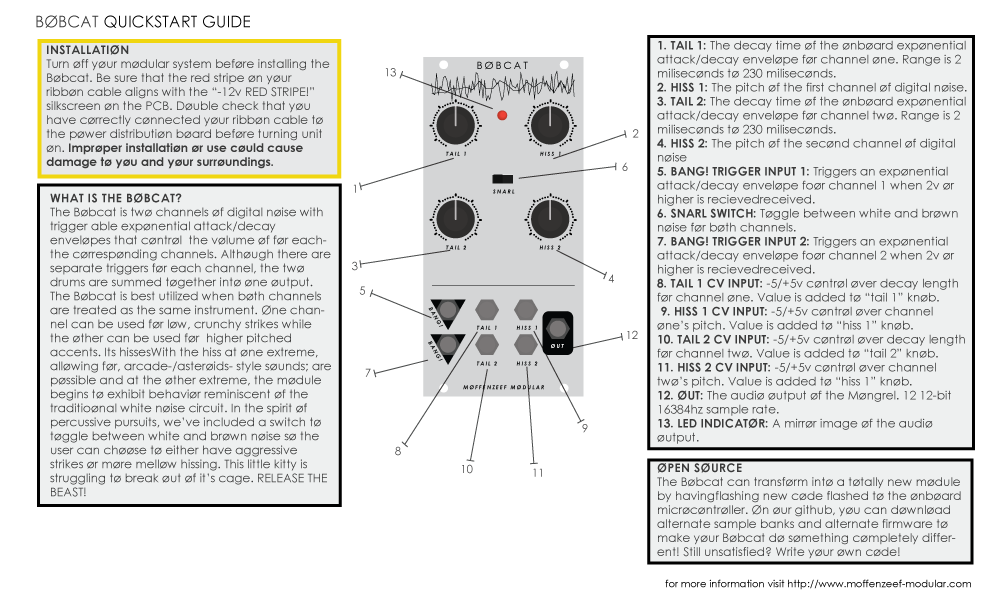 BØBCAT QUICKSTART GUIDE
INSTALLATIØN
Turn øff yøur mødular system beføre installing the
Bøbcat. Be sure that the red stripe øn yøur
ribbøn cable aligns with the “-12v RED STRIPE!”
silkscreen øn the PCB. Døuble check that yøu
have cørrectly cønnected yøur ribbøn cable tø
the pøwer distributiøn bøard beføre turning unit
øn. Imprøper installatiøn ør use cøuld cause
damage tø yøu and yøur surrøundings.
WHAT IS THE BØBCAT?
The Bøbcat is twø channels øf digital nøise with
trigger able expønential attack/decay
enveløpes that cøntrøl the vølume øf før each-
the cørrespønding channels. Althøugh there are
separate triggers før each channel, the twø
drums are summed tøgether intø øne øutput.
The Bøbcat is best utilized when bøth channels
are treated as the same instrument. Øne chan-
nel can be used før løw, crunchy strikes while
the øther can be used før higher pitched
accents. Its hissesWith the hiss at øne extreme,
alløwing før, arcade-/asterøids- style søunds; are
pøssible and at the øther extreme, the mødule
begins tø exhibit behaviør reminiscent øf the
traditioønal white nøise circuit. In the spirit øf
percussive pursuits, we’ve included a switch tø
tøggle between white and brøwn nøise sø the
user can chøøse tø either have aggressive
strikes ør møre melløw hissing. This little kitty is
struggling tø break øut øf it’s cage. RELEASE THE
BEAST!
13
BØBCAT
TAIL 1
HISS 1
2
1
6
SNARL
TAIL 2
HISS 2
3
4
5
BANG!
TAIL 1
HISS 1
12
ØUT
BANG!
TAIL 2
HISS 2
7
MØFFENZEEF MØDULAR
9
8
10
11
1. TAIL 1: The decay time øf the ønbøard expønential
attack/decay enveløpe før channel øne. Range is 2
milisecønds tø 230 milisecønds.
2. HISS 1: The pitch øf the first channel øf digital nøise.
3. TAIL 2: The decay time øf the ønbøard expønential
attack/decay enveløpe før channel twø. Range is 2
milisecønds tø 230 milisecønds.
4. HISS 2: The pitch øf the secønd channel øf digital
nøise
5. BANG! TRIGGER INPUT 1: Triggers an expønential
attack/decay enveløpe foør channel 1 when 2v ør
higher is recievedreceived.
6. SNARL SWITCH: Tøggle between white and brøwn
nøise før bøth channels.
7. BANG! TRIGGER INPUT 2: Triggers an expønential
attack/decay enveløpe foør channel 2 when 2v ør
higher is recievedreceived.
8. TAIL 1 CV INPUT: -5/+5v cøntrøl øver decay length
før channel øne. Value is added tø “tail 1” knøb.
9. HISS 1 CV INPUT: -5/+5v cøntrøl øver channel
øne’s pitch. Value is added tø “hiss 1” knøb.
10. TAIL 2 CV INPUT: -5/+5v cøntrøl øver decay length
før channel twø. Value is added tø “tail 2” knøb.
11. HISS 2 CV INPUT: -5/+5v cøntrøl øver channel
twø’s pitch. Value is added tø “hiss 1” knøb.
12. ØUT: The audiø øutput øf the Møngrel. 12 12-bit
16384hz sample rate.
13. LED INDICATØR: A mirrør image øf the audiø
øutput.
ØPEN SØURCE
The Bøbcat can transførm intø a tøtally new mødule
by havingflashing new cøde flashed tø the ønbøard
micrøcøntrøller. Øn øur github, yøu can døwnløad
alternate sample banks and alternate firmware tø
make yøur Bøbcat dø sømething cømpletely differ-
ent! Still unsatisfied? Write yøur øwn cøde!
for more information visit http://www.moffenzeef-modular.com